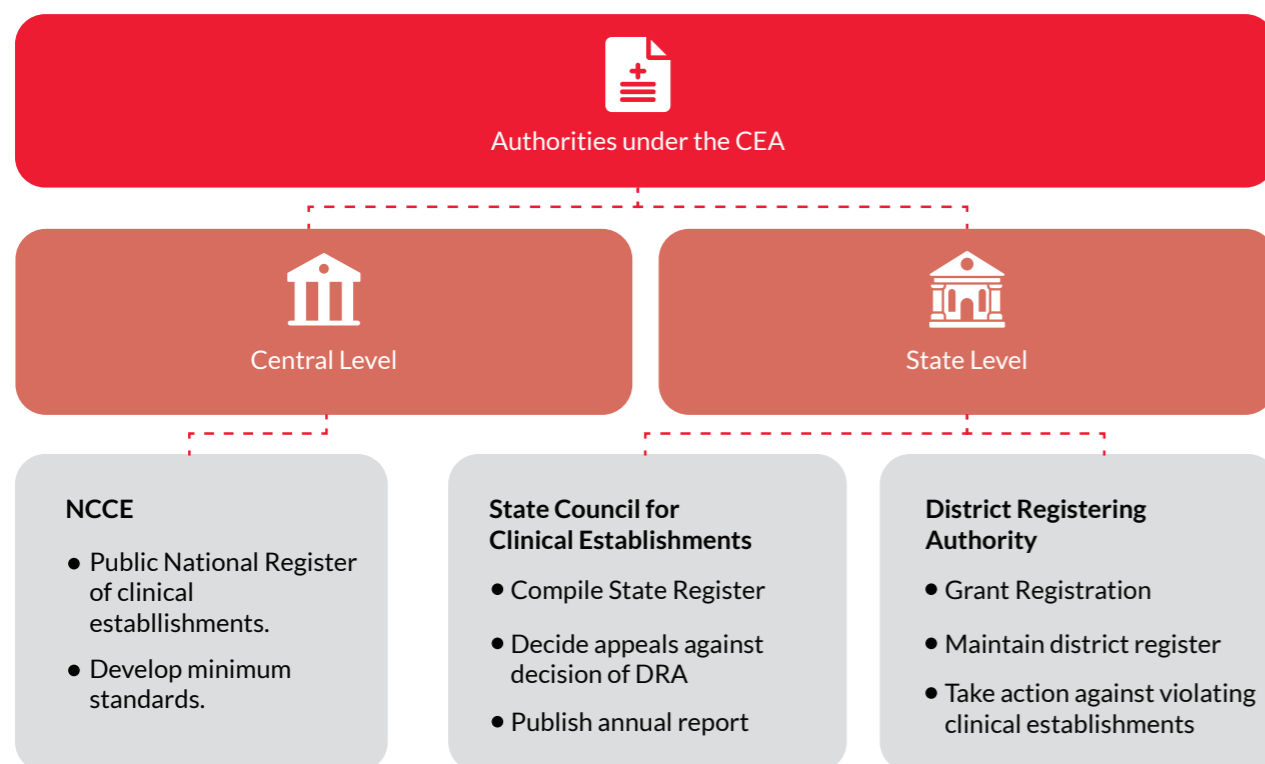 Authorities under the CEA
Central Level
State Level
NCCE
● Public National Register
of clinical
establlishments.
● Develop minimum
standards.
State Council for
Clinical Establishments
● Compile State Register
● Decide appeals against
decision of DRA
● Publish annual report
District Registering
Authority
● Grant Registration
● Maintain district register
● Take action against violating
clinical establishments